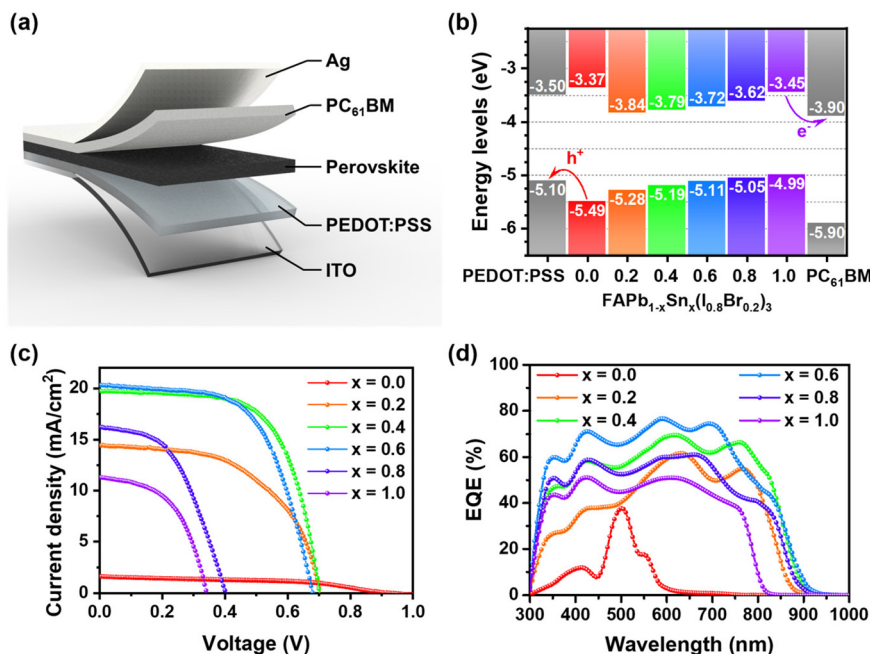 (a)
Ag
PC₆₁BM
Perovskite
PEDOT:PSS
ITO
(b)
Energy levels (eV)
-3
-4
-5
-6
-3.50
-3.37
-3.84
-3.79
-3.72
-3.62
-3.45
-3.90
e⁻
h⁺
-5.10
-5.49
-5.28
-5.19
-5.11
-5.05
-4.99
-5.90
PEDOT:PSS 0.0 0.2 0.4 0.6 0.8 1.0 PC₆₁BM
FAPb₁₋ₓSnₓ(I₀.₈Br₀.₂)₃
(c)
Current density (mA/cm²)
20
15
10
5
0
x = 0.0
x = 0.2
x = 0.4
x = 0.6
x = 0.8
x = 1.0
0.0 0.2 0.4 0.6 0.8 1.0
Voltage (V)
(d)
EQE (%)
100
80
60
40
20
0
x = 0.0
x = 0.2
x = 0.4
x = 0.6
x = 0.8
x = 1.0
300 400 500 600 700 800 900 1000
Wavelength (nm)